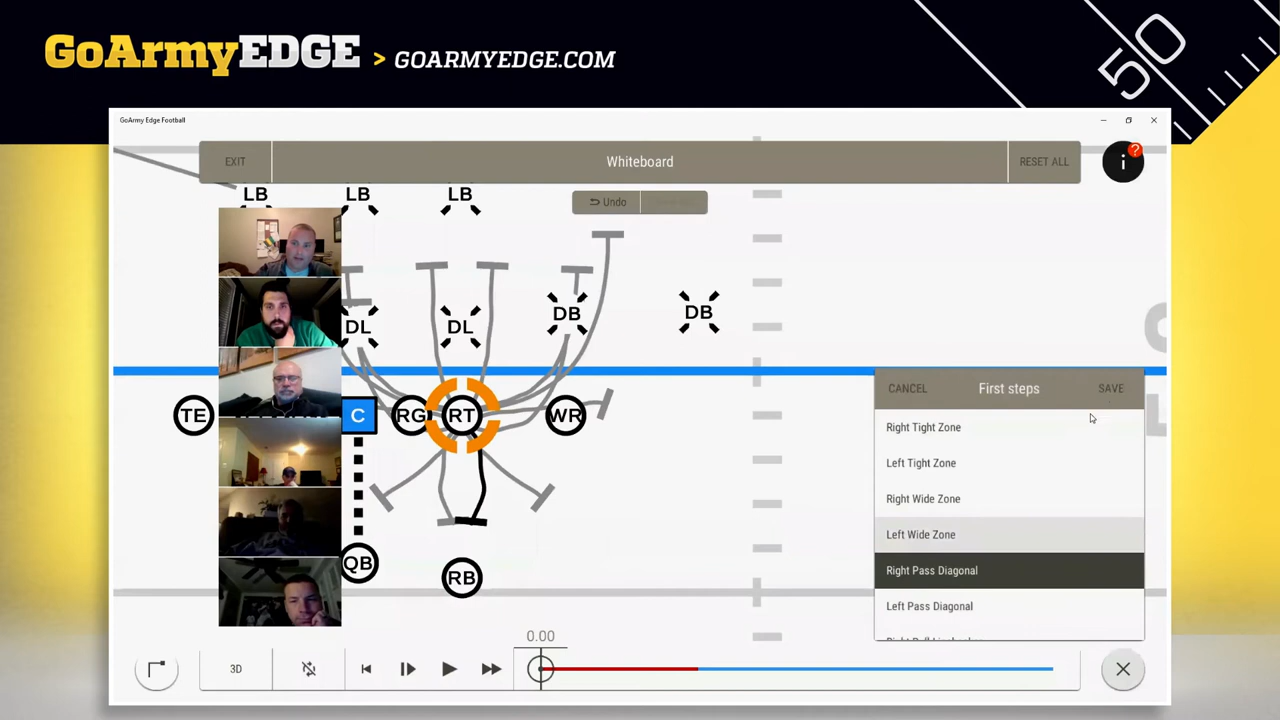 GoArmyEDGE > GOARMYEDGE.COM
50
GoArmy Edge Football
EXIT
Whiteboard
RESET ALL
i
?
Undo
LB
LB
LB
DL
DL
DB
DB
TE
C
RG
RT
WR
QB
RB
CANCEL
First steps
SAVE
Right Tight Zone
Left Tight Zone
Right Wide Zone
Left Wide Zone
Right Pass Diagonal
Left Pass Diagonal
0.00
3D